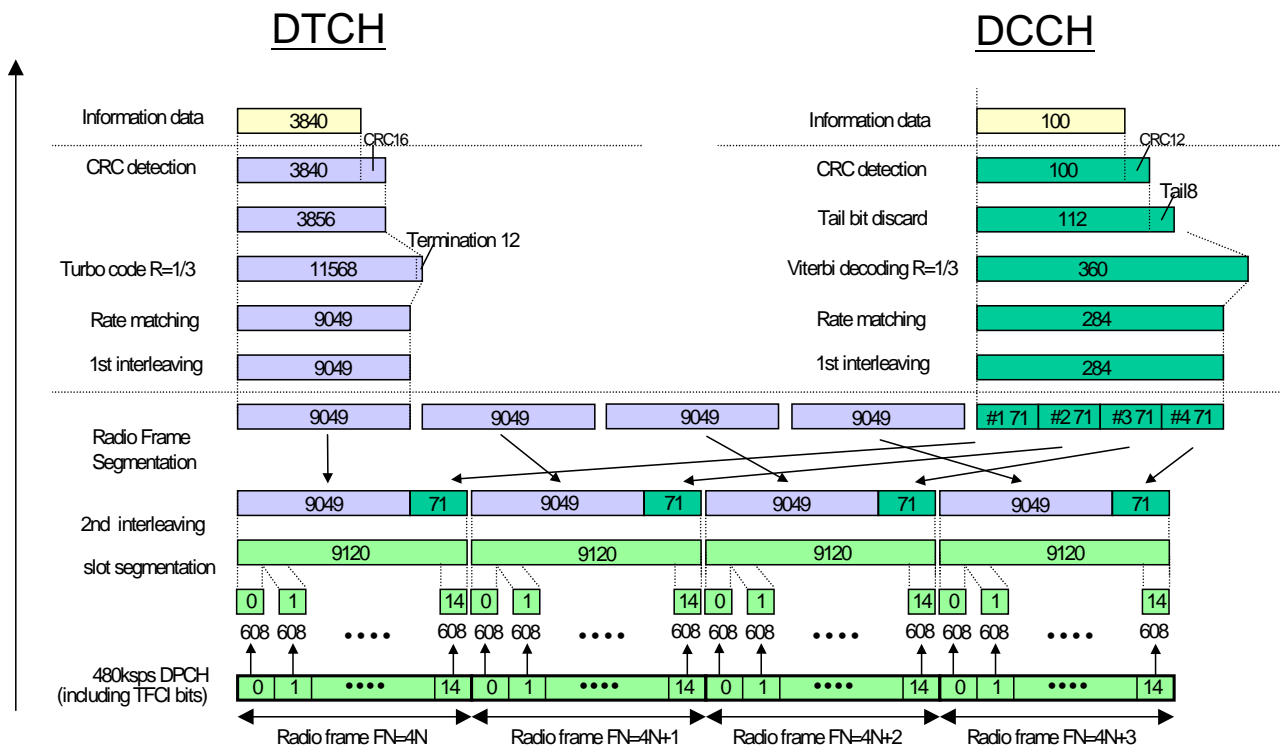 DTCH DCCH
Information data 3840 Information data 100
CRC16 CRC12
CRC detection 3840 CRC detection 100
Tail8
3856 Tail bit discard 112
Termination 12
Turbo code R=1/3 11568 Viterbi decoding R=1/3 360
Rate matching 9049 Rate matching 284
1st interleaving 9049 1st interleaving 284
9049 9049 9049 9049 #1 71 #2 71 #3 71 #4 71
Radio Frame
Segmentation
9049 71 9049 71 9049 71 9049 71
2nd interleaving
9120 9120 9120 9120
slot segmentation
0 1 14 0 1 14 0 1 14 0 1 14
608 608 •••• 608 608 608 •••• 608 608 608 •••• 608 608 608 •••• 608
480ksps DPCH
(including TFCI bits)
0 1 •••• 14 0 1 •••• 14 0 1 •••• 14 0 1 •••• 14
Radio frame FN=4N Radio frame FN=4N+1 Radio frame FN=4N+2 Radio frame FN=4N+3